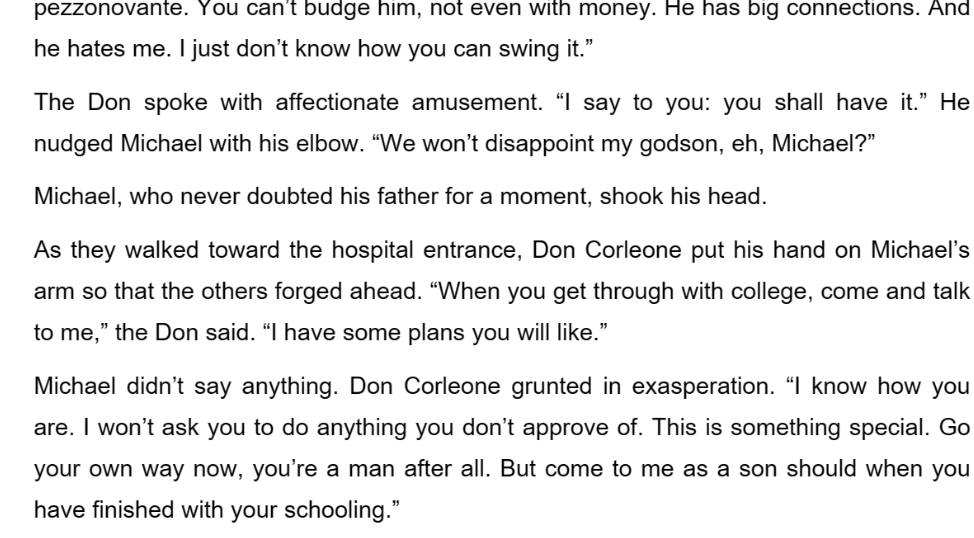 pezzonovante. You can’t budge him, not even with money. He has big connections. And
he hates me. I just don’t know how you can swing it.”
The Don spoke with affectionate amusement. “I say to you: you shall have it.” He
nudged Michael with his elbow. “We won’t disappoint my godson, eh, Michael?”
Michael, who never doubted his father for a moment, shook his head.
As they walked toward the hospital entrance, Don Corleone put his hand on Michael’s
arm so that the others forged ahead. “When you get through with college, come and talk
to me,” the Don said. “I have some plans you will like.”
Michael didn’t say anything. Don Corleone grunted in exasperation. “I know how you
are. I won’t ask you to do anything you don’t approve of. This is something special. Go
your own way now, you’re a man after all. But come to me as a son should when you
have finished with your schooling.”